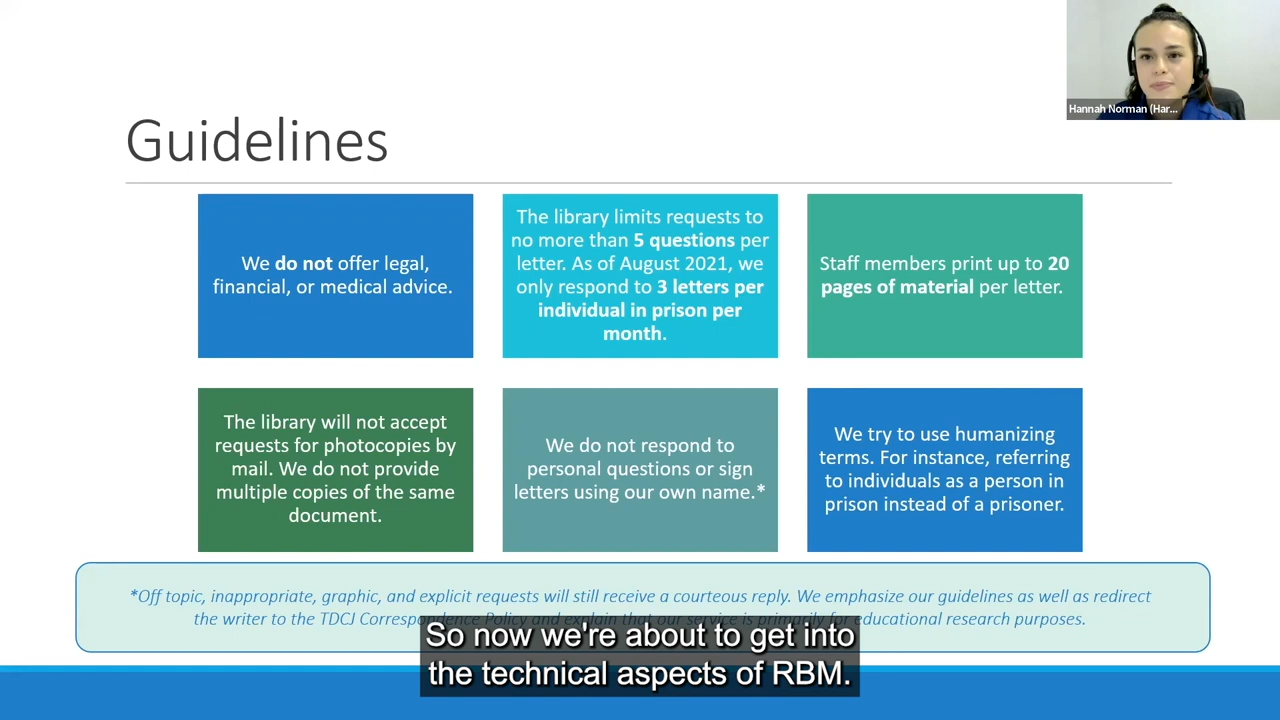 Hannah Norman (Har...
Guidelines
We do not offer legal,
financial, or medical advice.
The library limits requests to
no more than 5 questions per
letter. As of August 2021, we
only respond to 3 letters per
individual in prison per
month.
Staff members print up to 20
pages of material per letter.
The library will not accept
requests for photocopies by
mail. We do not provide
multiple copies of the same
document.
We do not respond to
personal questions or sign
letters using our own name.*
We try to use humanizing
terms. For instance, referring
to individuals as a person in
prison instead of a prisoner.
*Off topic, inappropriate, graphic, and explicit requests will still receive a courteous reply. We emphasize our guidelines as well as redirect
the writer to the TDCJ Correspondence Policy and explain that our service is primarily for educational research purposes.
So now we're about to get into
the technical aspects of RBM.